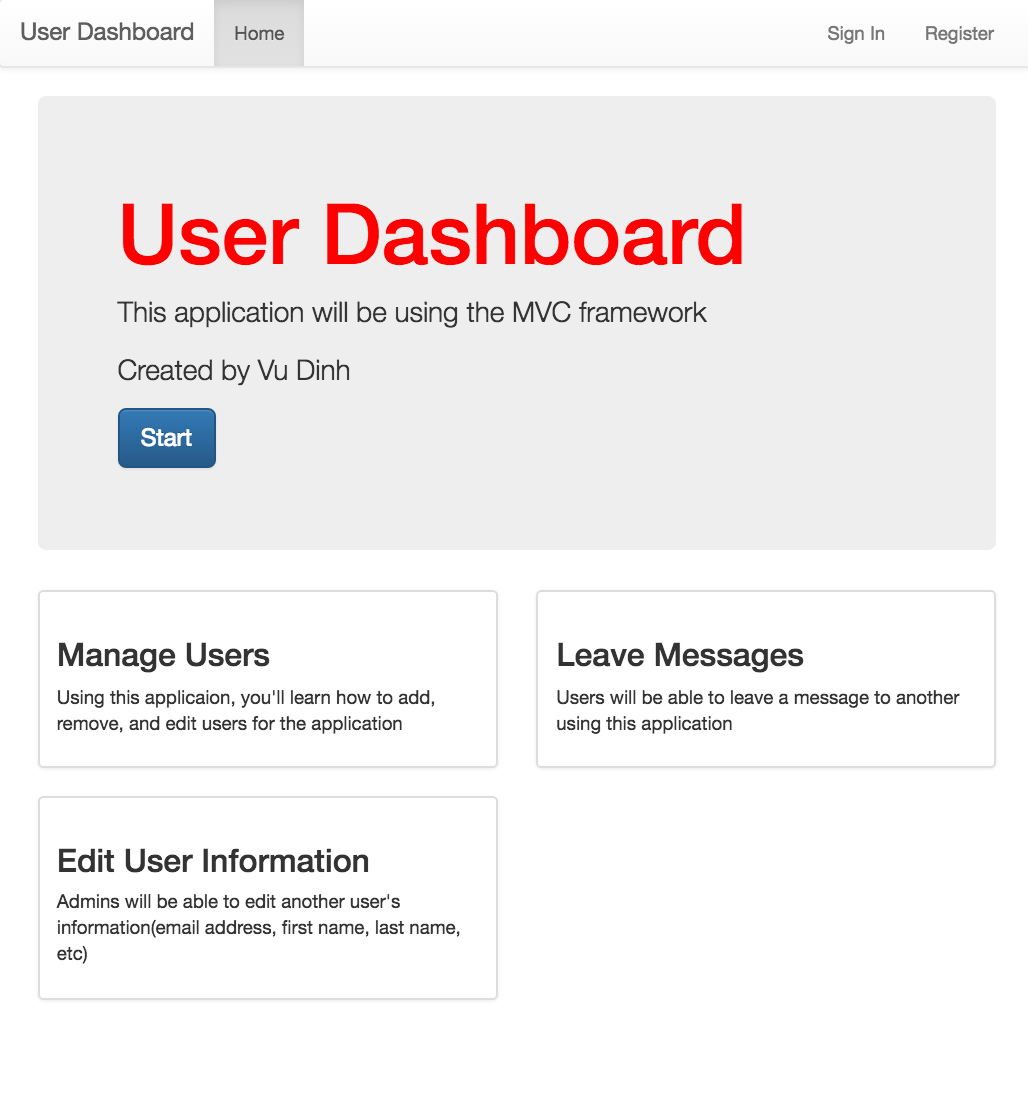 User Dashboard
Home
Sign In
Register
User Dashboard
This application will be using the MVC framework
Created by Vu Dinh
Start
Manage Users
Using this applicaion, you'll learn how to add,
remove, and edit users for the application
Leave Messages
Users will be able to leave a message to another
using this application
Edit User Information
Admins will be able to edit another user's
information(email address, first name, last name,
etc)